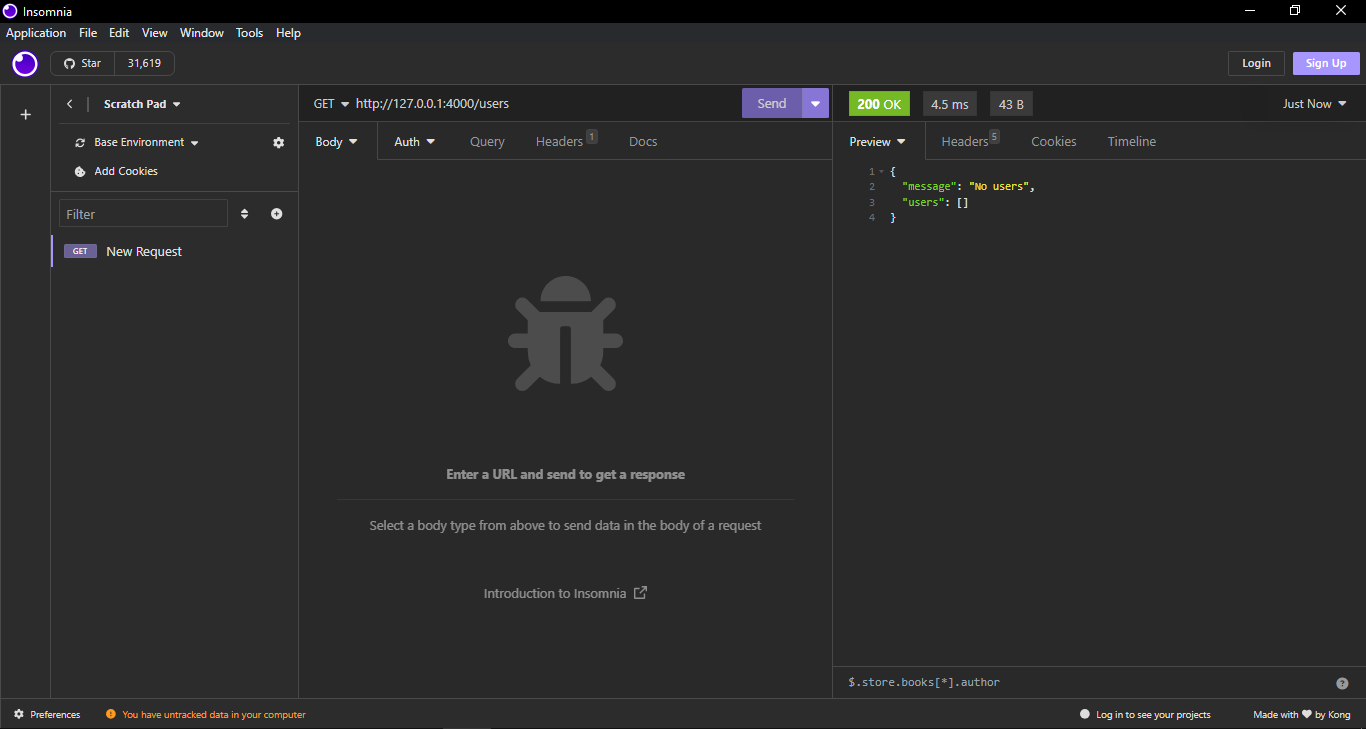 Insomnia
Application File Edit View Window Tools Help
Star 31,619
Login Sign Up
Scratch Pad
Base Environment
Add Cookies
Filter
GET New Request
GET http://127.0.0.1:4000/users
Send
Body Auth Query Headers 1 Docs
Enter a URL and send to get a response
Select a body type from above to send data in the body of a request
Introduction to Insomnia
200 OK 4.5 ms 43 B Just Now
Preview Headers 5 Cookies Timeline
1 {
2 "message": "No users",
3 "users": []
4 }
$.store.books[*].author
Preferences You have untracked data in your computer Log in to see your projects Made with ❤ by Kong